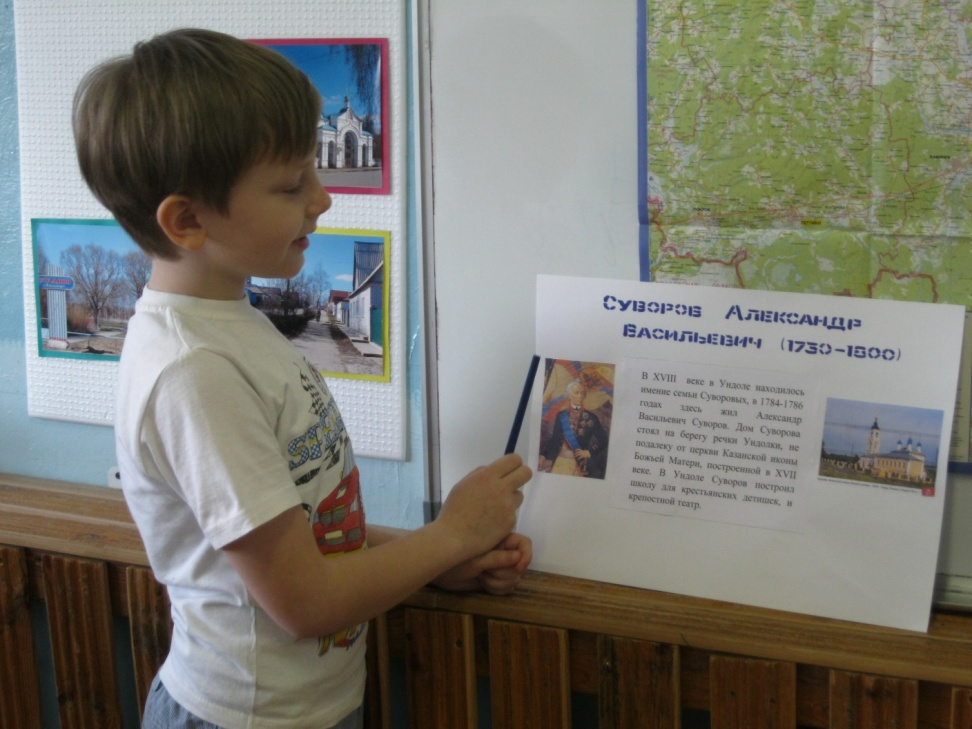 Суворов Александр
Васильевич (1730-1800)
В XVIII веке в Ундоле находилось
имение семьи Суворовых, в 1784-1786
годах здесь жил Александр
Васильевич Суворов. Дом Суворова
стоял на берегу речки Ундолки, не
подалеку от церкви Казанской иконы
Божьей Матери, построенной в XVII
веке. В Ундоле Суворов построил
школу для крестьянских детишек, и
крепостной театр.